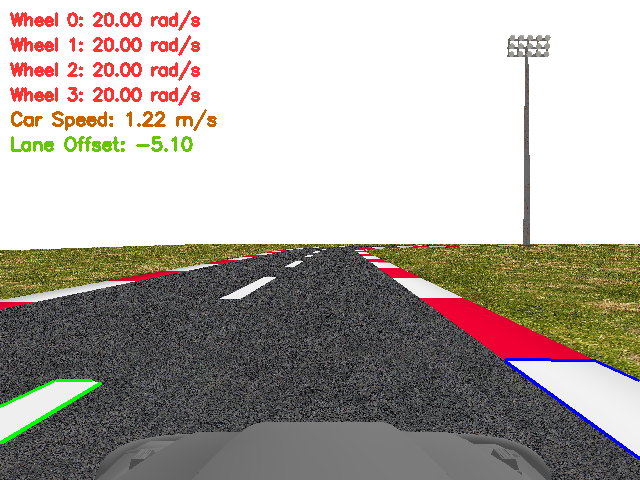 Wheel 0: 20.00 rad/s
Wheel 1: 20.00 rad/s
Wheel 2: 20.00 rad/s
Wheel 3: 20.00 rad/s
Car Speed: 1.22 m/s
Lane Offset: -5.10